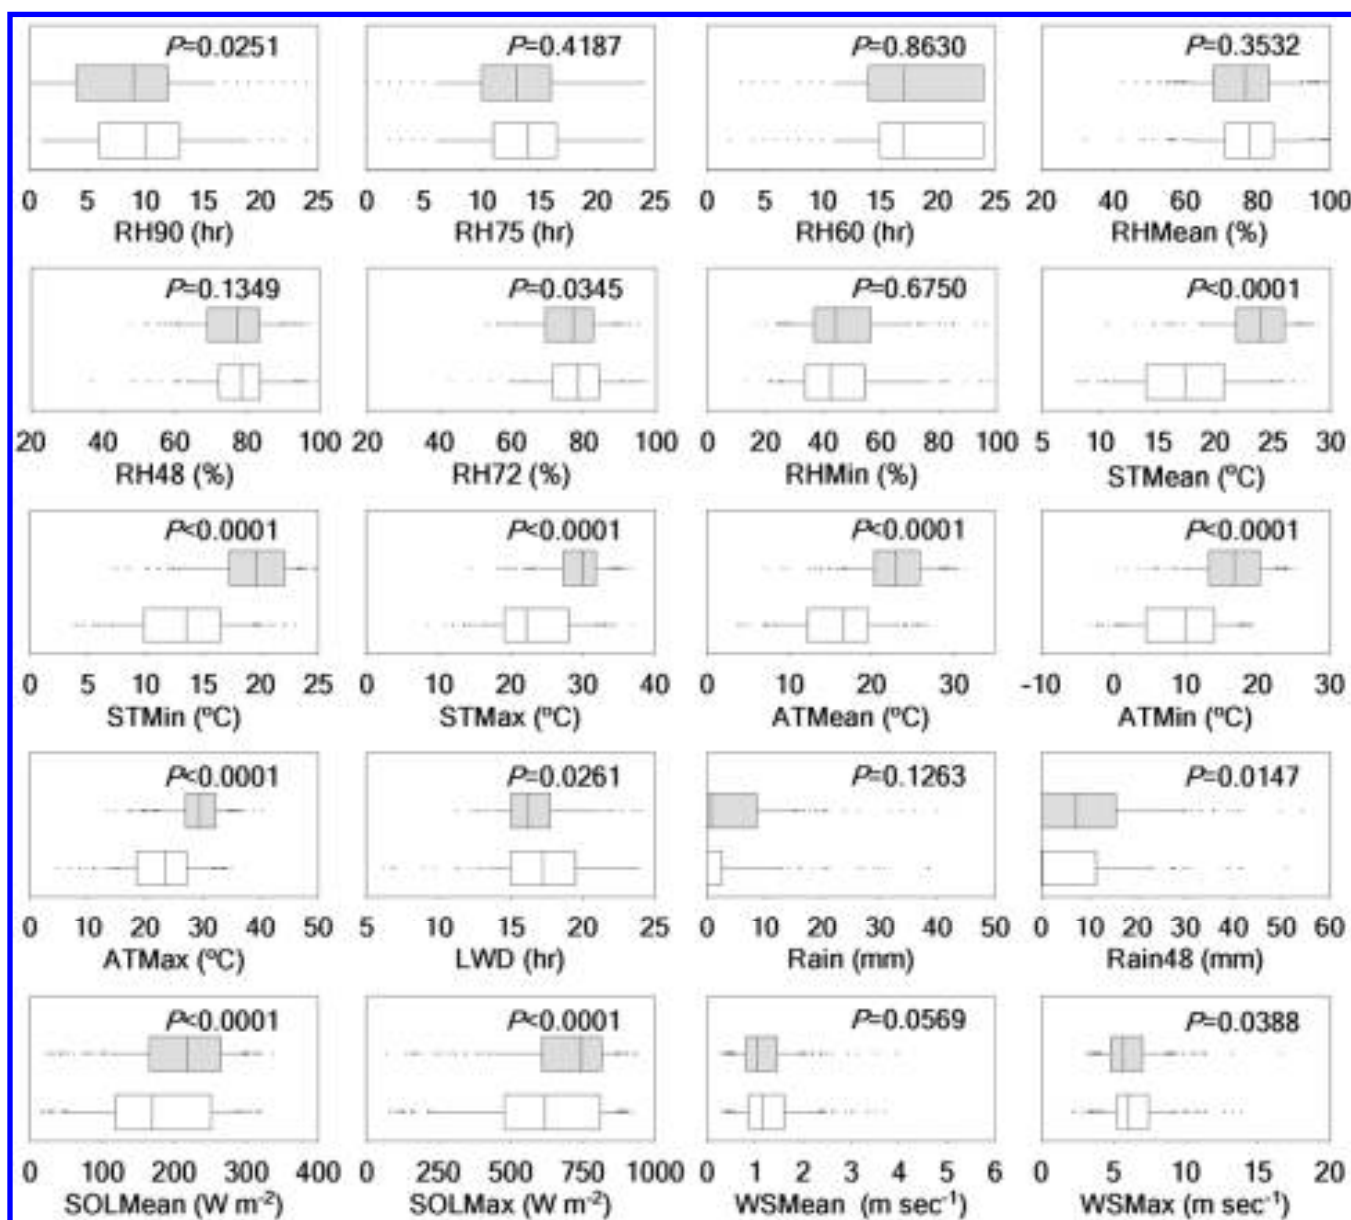 P=0.0251 P=0.4187 P=0.8630 P=0.3532
0 5 10 15 20 25 0 5 10 15 20 25 0 5 10 15 20 25 20 40 60 80 100
RH90 (hr) RH75 (hr) RH60 (hr) RHMean (%)
P=0.1349 P=0.0345 P=0.6750 P<0.0001
20 40 60 80 100 20 40 60 80 100 0 20 40 60 80 100 5 10 15 20 25 30
RH48 (%) RH72 (%) RHMin (%) STMean (ºC)
P<0.0001 P<0.0001 P<0.0001 P<0.0001
0 5 10 15 20 25 0 10 20 30 40 0 10 20 30 -10 0 10 20 30
STMin (ºC) STMax (ºC) ATMean (ºC) ATMin (ºC)
P<0.0001 P=0.0261 P=0.1263 P=0.0147
0 10 20 30 40 50 5 10 15 20 25 0 10 20 30 40 50 0 10 20 30 40 50 60
ATMax (ºC) LWD (hr) Rain (mm) Rain48 (mm)
P<0.0001 P<0.0001 P=0.0569 P=0.0388
0 100 200 300 400 0 250 500 750 1000 0 1 2 3 4 5 6 0 5 10 15 20
SOLMean (W m⁻²) SOLMax (W m⁻²) WSMean (m sec⁻¹) WSMax (m sec⁻¹)